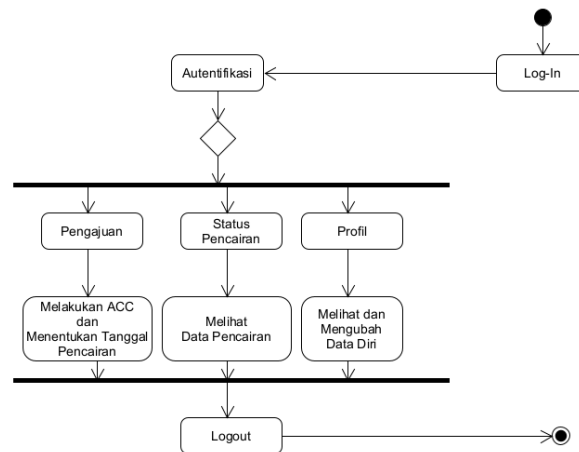 Log-In
Autentifikasi
Pengajuan
Status
Pencairan
Profil
Melakukan ACC
dan
Menentukan Tanggal
Pencairan
Melihat
Data Pencairan
Melihat dan
Mengubah
Data Diri
Logout